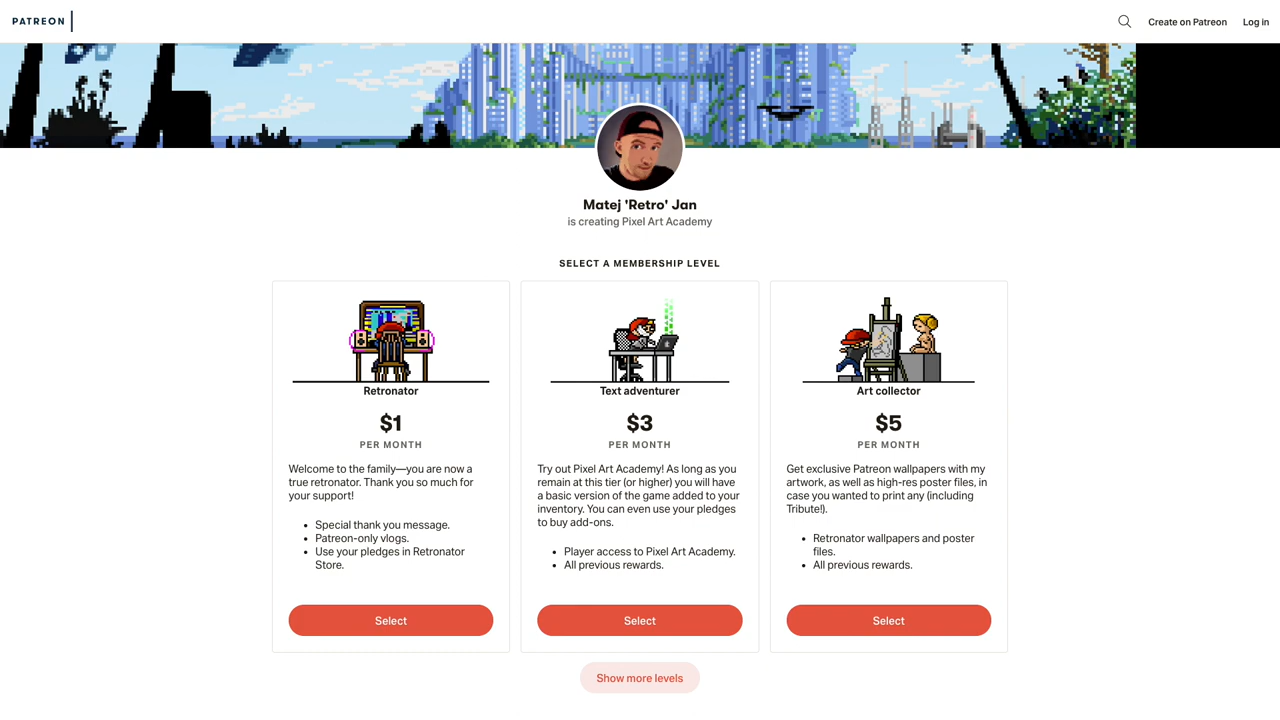 PATREON
Create on Patreon
Log in
Matej 'Retro' Jan
is creating Pixel Art Academy
SELECT A MEMBERSHIP LEVEL
Retronator
$1
PER MONTH
Welcome to the family—you are now a
true retronator. Thank you so much for
your support!
• Special thank you message.
• Patreon-only vlogs.
• Use your pledges in Retronator
Store.
Select
Text adventurer
$3
PER MONTH
Try out Pixel Art Academy! As long as you
remain at this tier (or higher) you will have
a basic version of the game added to your
inventory. You can even use your pledges
to buy add-ons.
• Player access to Pixel Art Academy.
• All previous rewards.
Select
Art collector
$5
PER MONTH
Get exclusive Patreon wallpapers with my
artwork, as well as high-res poster files, in
case you wanted to print any (including
Tribute!).
• Retronator wallpapers and poster
files.
• All previous rewards.
Select
Show more levels